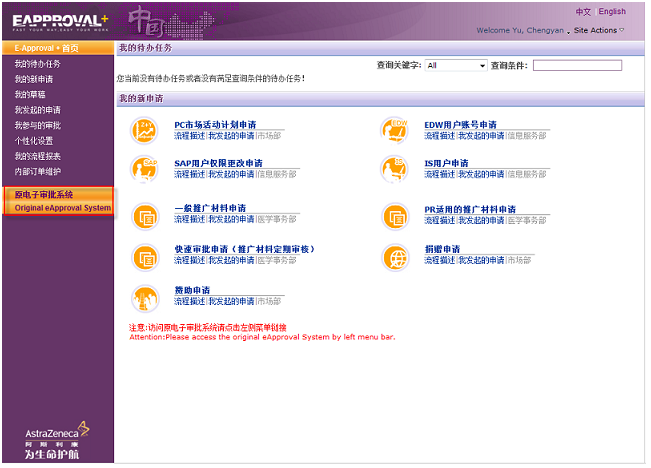 EAPPROVAL+
FAST YOUR WAY,EASY YOUR WORK
中国
中文 | English
Welcome Yu, Chengyan . Site Actions
E-Approval + 首页
我的待办任务
我的新申请
我的草稿
我发起的申请
我参与的审批
个性化设置
我的流程报表
内部订单维护
原电子审批系统
Original eApproval System
我的待办任务
查询关键字: All 查询条件:
您当前没有待办任务或者没有满足查询条件的待办任务!
我的新申请
PC市场活动计划申请
流程描述|我发起的申请|市场部
EDW用户账号申请
流程描述|我发起的申请|信息服务部
SAP用户权限更改申请
流程描述|我发起的申请|信息服务部
IS用户申请
流程描述|我发起的申请|信息服务部
一般推广材料申请
流程描述|我发起的申请|医学事务部
PR适用的推广材料申请
流程描述|我发起的申请|医学事务部
快速审批申请（推广材料定期审核）
流程描述|我发起的申请|医学事务部
捐赠申请
流程描述|我发起的申请|市场部
赞助申请
流程描述|我发起的申请|市场部
注意:访问原电子审批系统请点击左侧菜单链接
Attention:Please access the original eApproval System by left menu bar.
AstraZeneca
阿斯利康
为生命护航